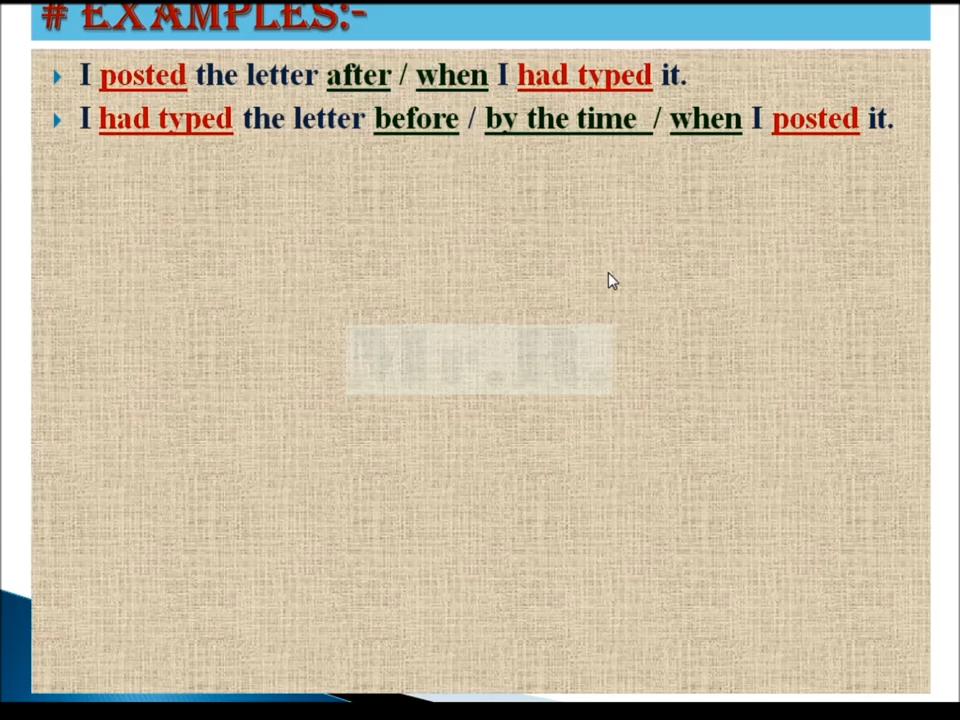 # EXAMPLES:-
I posted the letter after / when I had typed it.
I had typed the letter before / by the time / when I posted it.